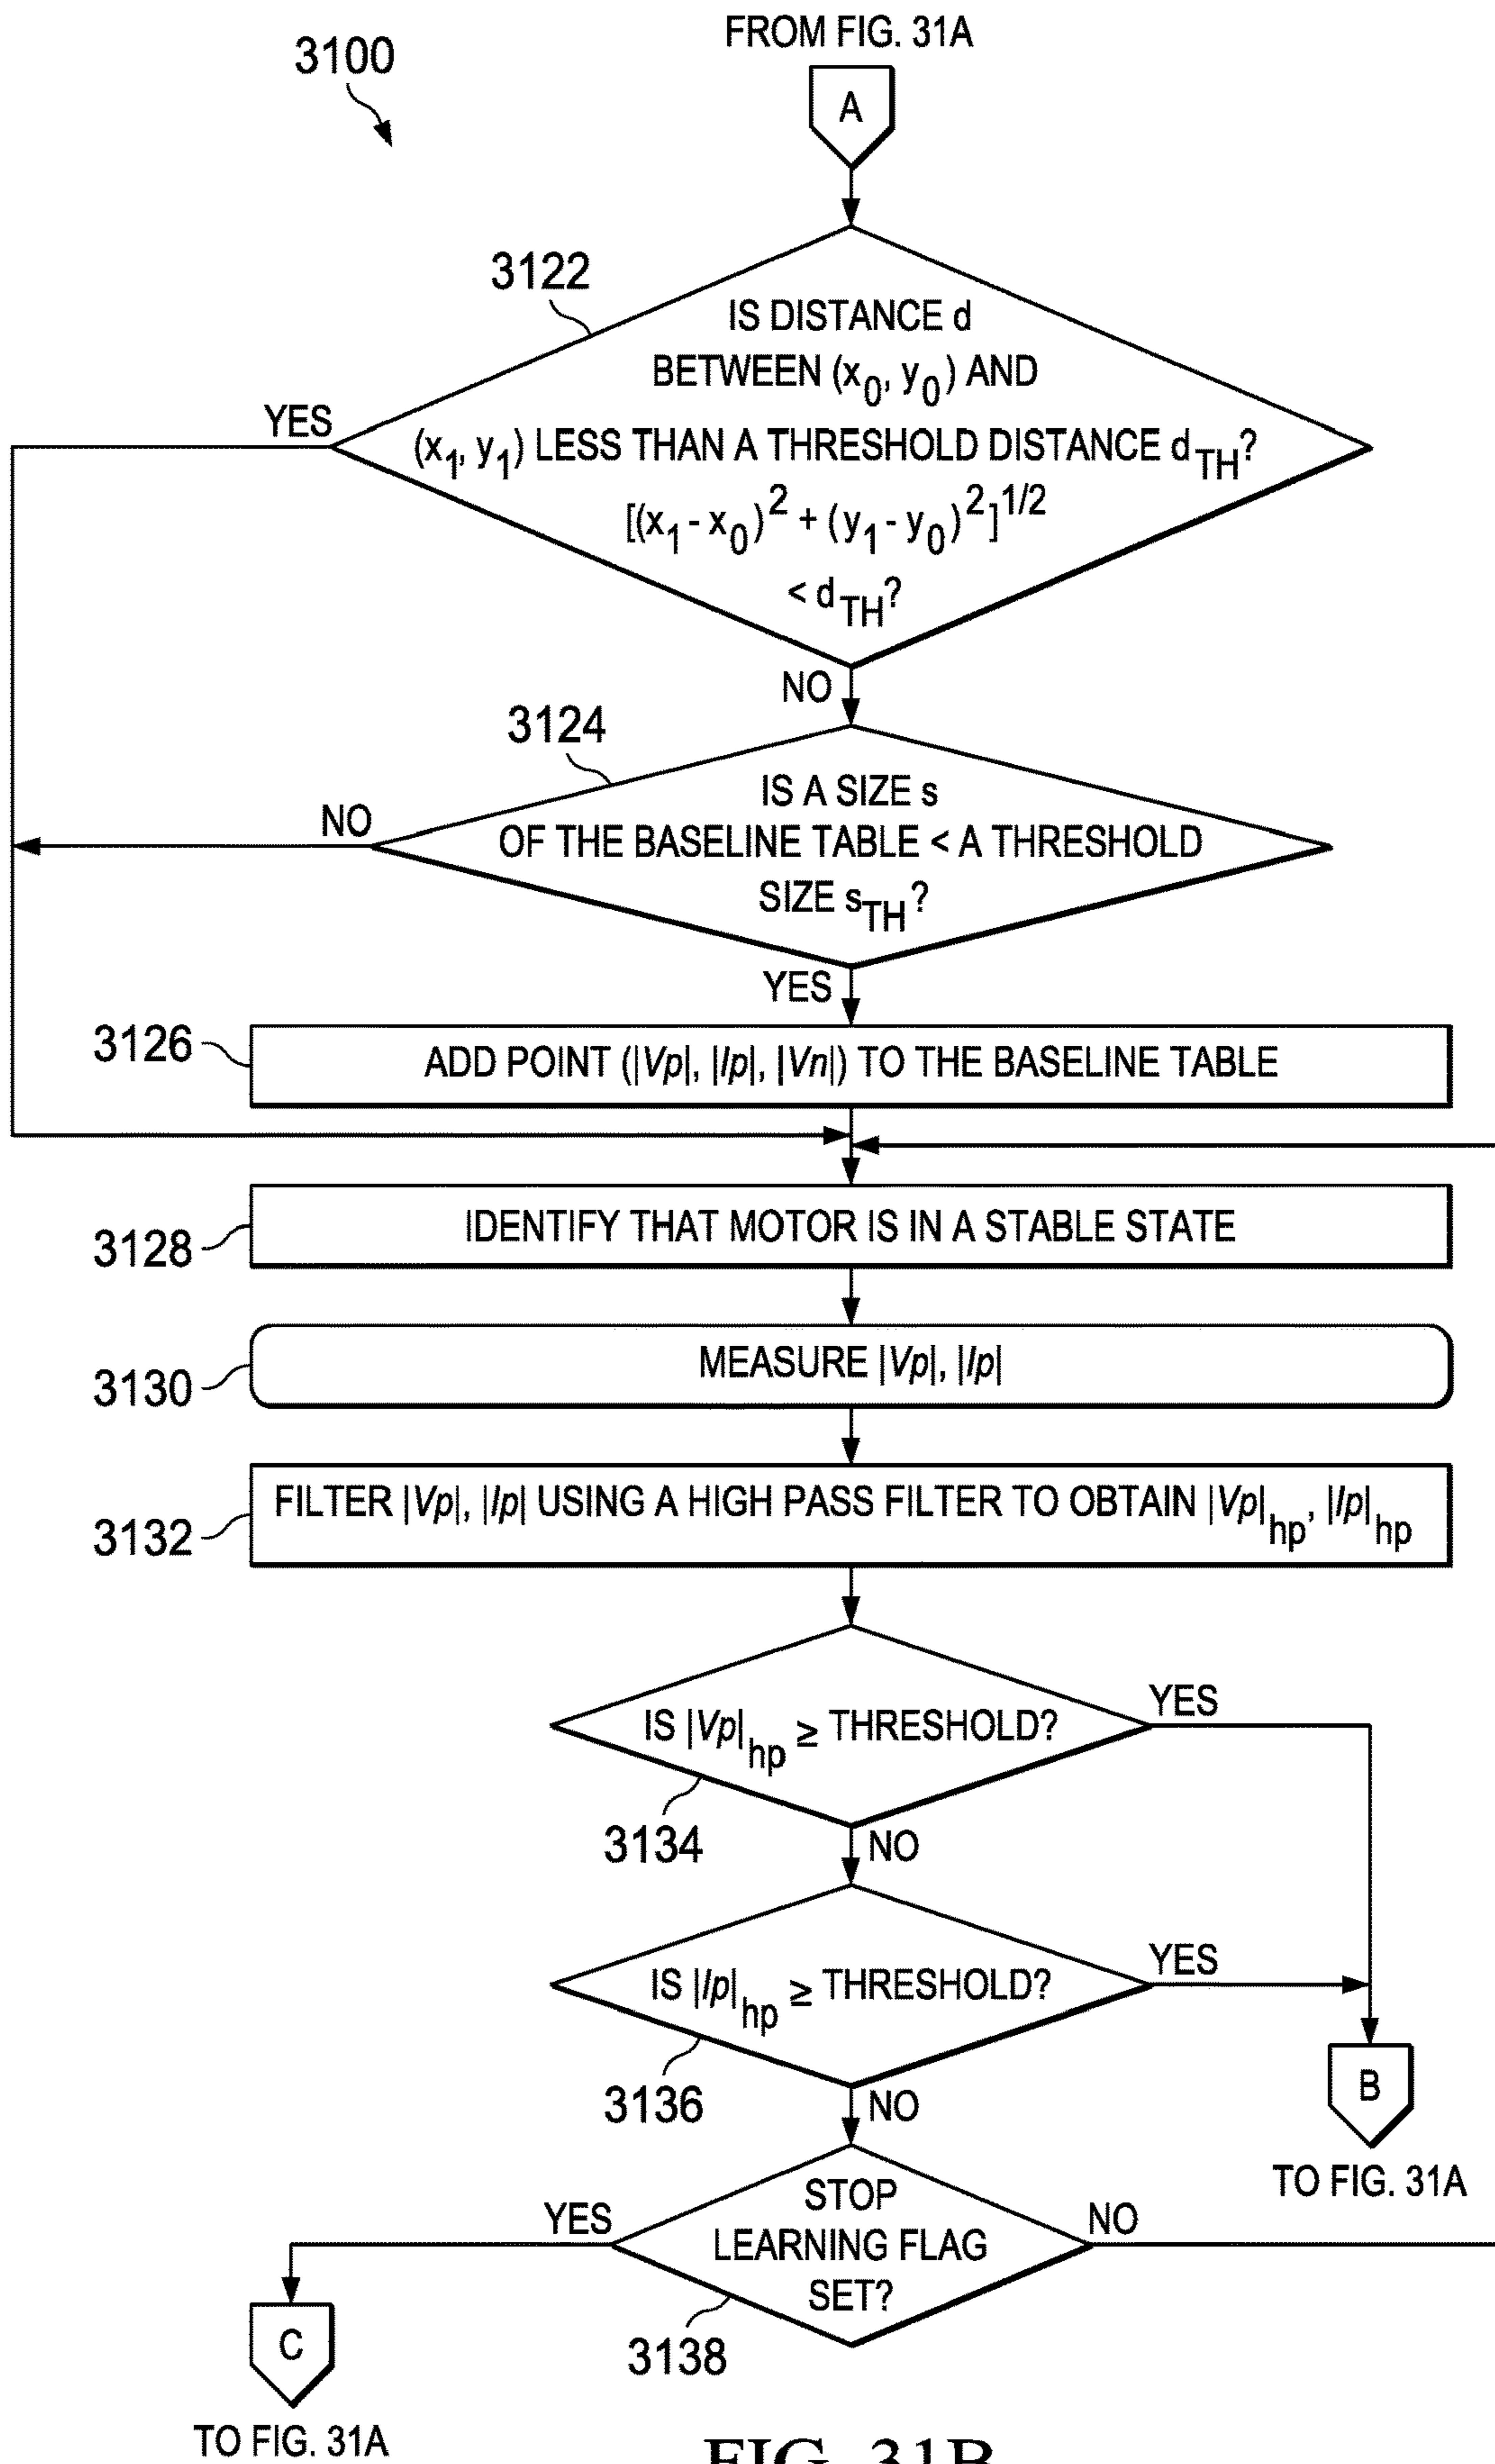 FROM FIG. 31A
3100
A
3122
IS DISTANCE d
BETWEEN (x0, y0) AND
YES
(x1, y1) LESS THAN A THRESHOLD DISTANCE dTH?
[(x1 - x0)2 + (y1 - y0)2]1/2
< dTH?
NO
3124
IS A SIZE s
NO
OF THE BASELINE TABLE < A THRESHOLD
SIZE sTH?
YES
3126
ADD POINT (|Vp|, |Ip|, |Vn|) TO THE BASELINE TABLE
3128
IDENTIFY THAT MOTOR IS IN A STABLE STATE
3130
MEASURE |Vp|, |Ip|
3132
FILTER |Vp|, |Ip| USING A HIGH PASS FILTER TO OBTAIN |Vp|hp, |Ip|hp
IS |Vp|hp ≥ THRESHOLD?
YES
3134
NO
IS |Ip|hp ≥ THRESHOLD?
YES
3136
NO
B
TO FIG. 31A
STOP
LEARNING FLAG
SET?
YES
NO
3138
C
TO FIG. 31A
FIG. 31B